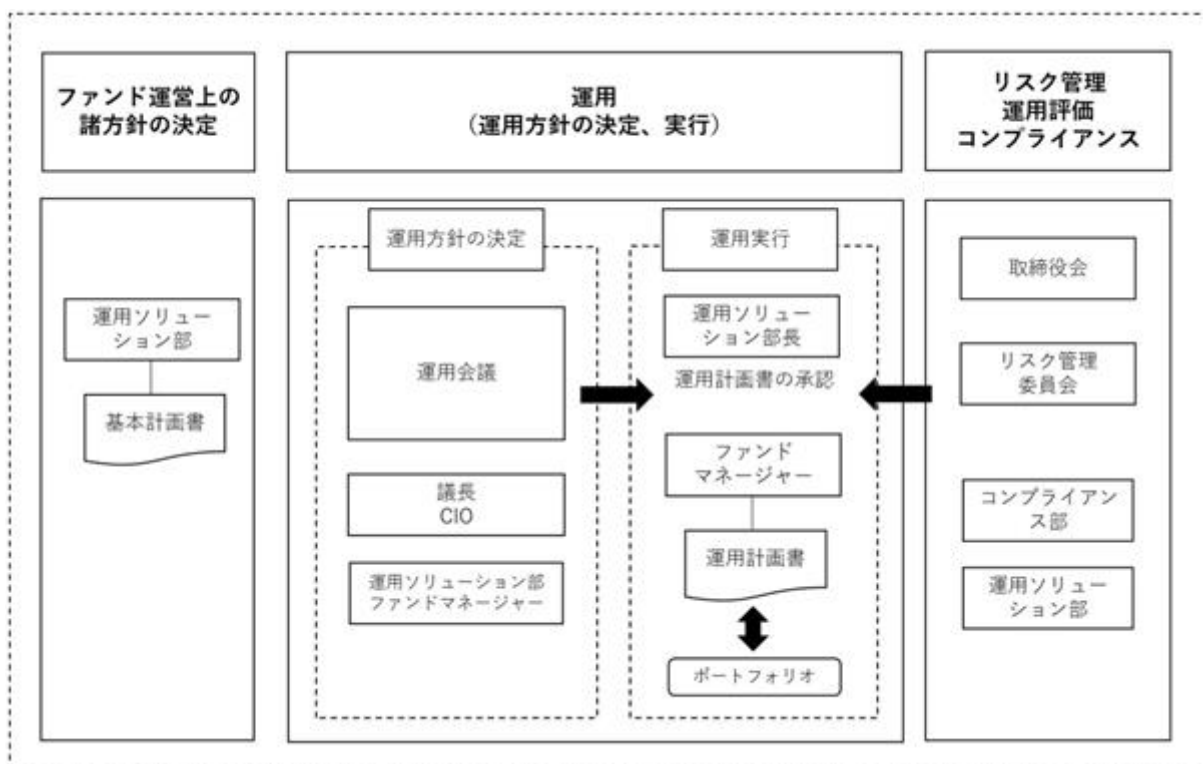 ファンド運営上の
諸方針の決定
運用
（運用方針の決定、実行）
リスク管理
運用評価
コンプライアンス
運用ソリュー
ション部
基本計画書
運用方針の決定
運用会議
議長
CIO
運用ソリューション部
ファンドマネージャー
運用実行
運用ソリュー
ション部長
運用計画書の承認
ファンド
マネージャー
運用計画書
ポートフォリオ
取締役会
リスク管理
委員会
コンプライアン
ス部
運用ソリュー
ション部